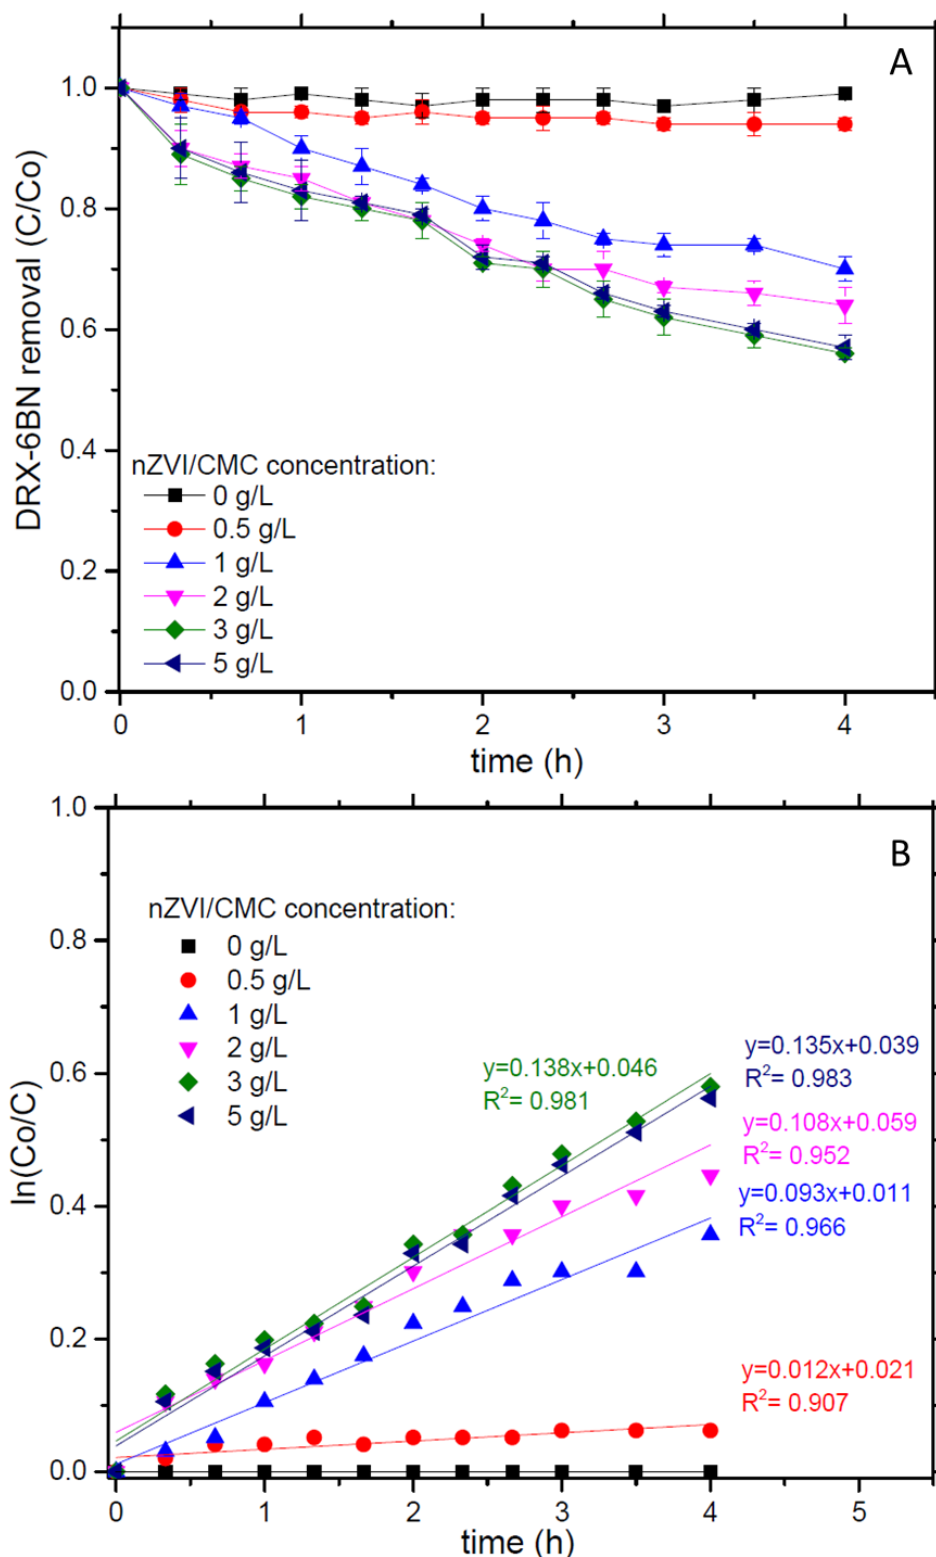 A
DRX-6BN removal (C/Co)
1.0
0.8
0.6
0.4
0.2
0.0
nZVI/CMC concentration:
0 g/L
0.5 g/L
1 g/L
2 g/L
3 g/L
5 g/L
0 1 2 3 4
time (h)
B
ln(Co/C)
1.0
0.8
0.6
0.4
0.2
0.0
nZVI/CMC concentration:
0 g/L
0.5 g/L
1 g/L
2 g/L
3 g/L
5 g/L
y=0.138x+0.046
R²= 0.981
y=0.135x+0.039
R²= 0.983
y=0.108x+0.059
R²= 0.952
y=0.093x+0.011
R²= 0.966
y=0.012x+0.021
R²= 0.907
0 1 2 3 4 5
time (h)